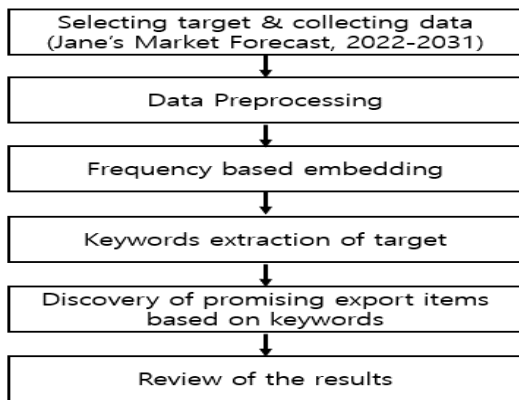 Selecting target & collecting data
(Jane's Market Forecast, 2022-2031)
Data Preprocessing
Frequency based embedding
Keywords extraction of target
Discovery of promising export items
based on keywords
Review of the results